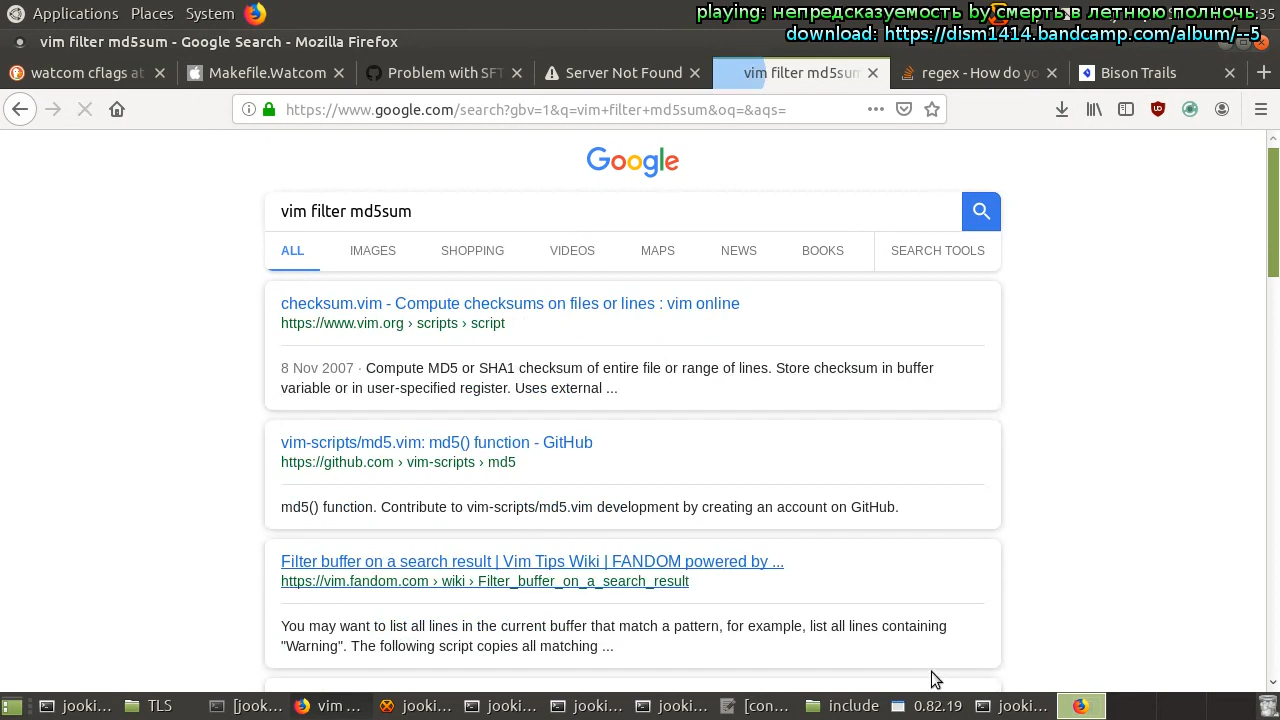 Applications Places System
playing: непредсказуемость by смерть в летнюю полночь
:35
download: https://dism1414.bandcamp.com/album/--5
vim filter md5sum - Google Search - Mozilla Firefox
watcom cflags at
Makefile.Watcom
Problem with SFT
Server Not Found
vim filter md5sum
regex - How do yo
Bison Trails
https://www.google.com/search?gbv=1&q=vim+filter+md5sum&oq=&aqs=
Google
vim filter md5sum
ALL IMAGES SHOPPING VIDEOS MAPS NEWS BOOKS SEARCH TOOLS
checksum.vim - Compute checksums on files or lines : vim online
https://www.vim.org › scripts › script
8 Nov 2007 · Compute MD5 or SHA1 checksum of entire file or range of lines. Store checksum in buffer
variable or in user-specified register. Uses external ...
vim-scripts/md5.vim: md5() function - GitHub
https://github.com › vim-scripts › md5
md5() function. Contribute to vim-scripts/md5.vim development by creating an account on GitHub.
Filter buffer on a search result | Vim Tips Wiki | FANDOM powered by ...
https://vim.fandom.com › wiki › Filter_buffer_on_a_search_result
You may want to list all lines in the current buffer that match a pattern, for example, list all lines containing
"Warning". The following script copies all matching ...
jooki... TLS [jook... vim ... jooki... jooki... jooki... jooki... [con... include 0.82.19 jooki...